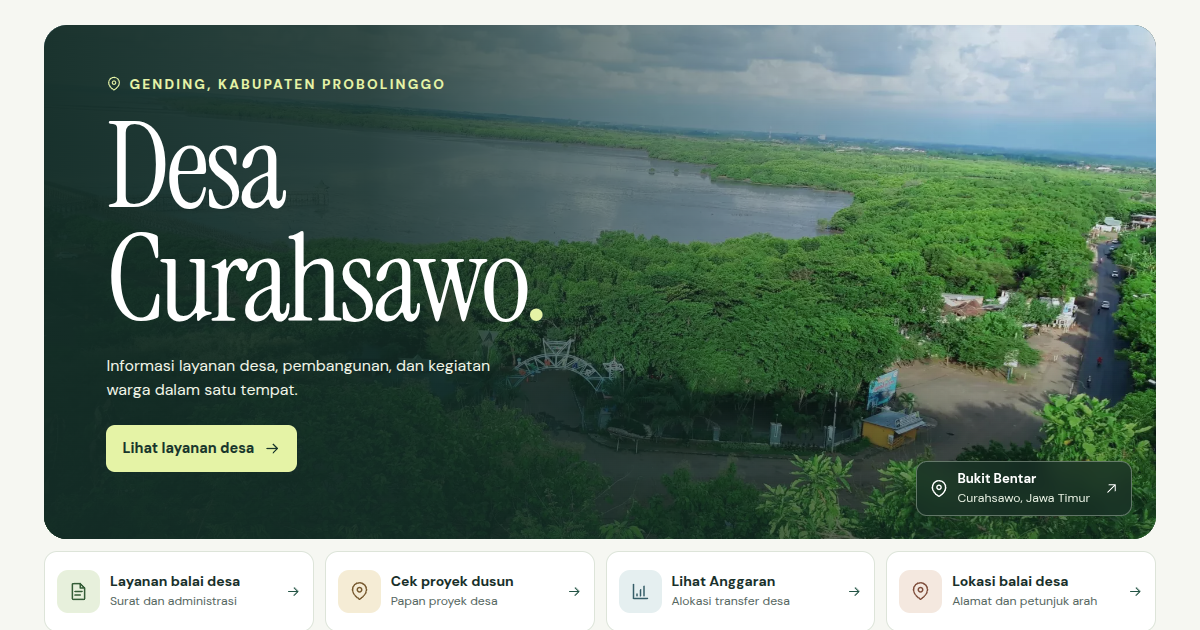 GENDING, KABUPATEN PROBOLINGGO
Desa
Curahsawo.
Informasi layanan desa, pembangunan, dan kegiatan
warga dalam satu tempat.
Lihat layanan desa
Bukit Bentar
Curahsawo, Jawa Timur
Layanan balai desa
Surat dan administrasi
Cek proyek dusun
Papan proyek desa
Lihat Anggaran
Alokasi transfer desa
Lokasi balai desa
Alamat dan petunjuk arah